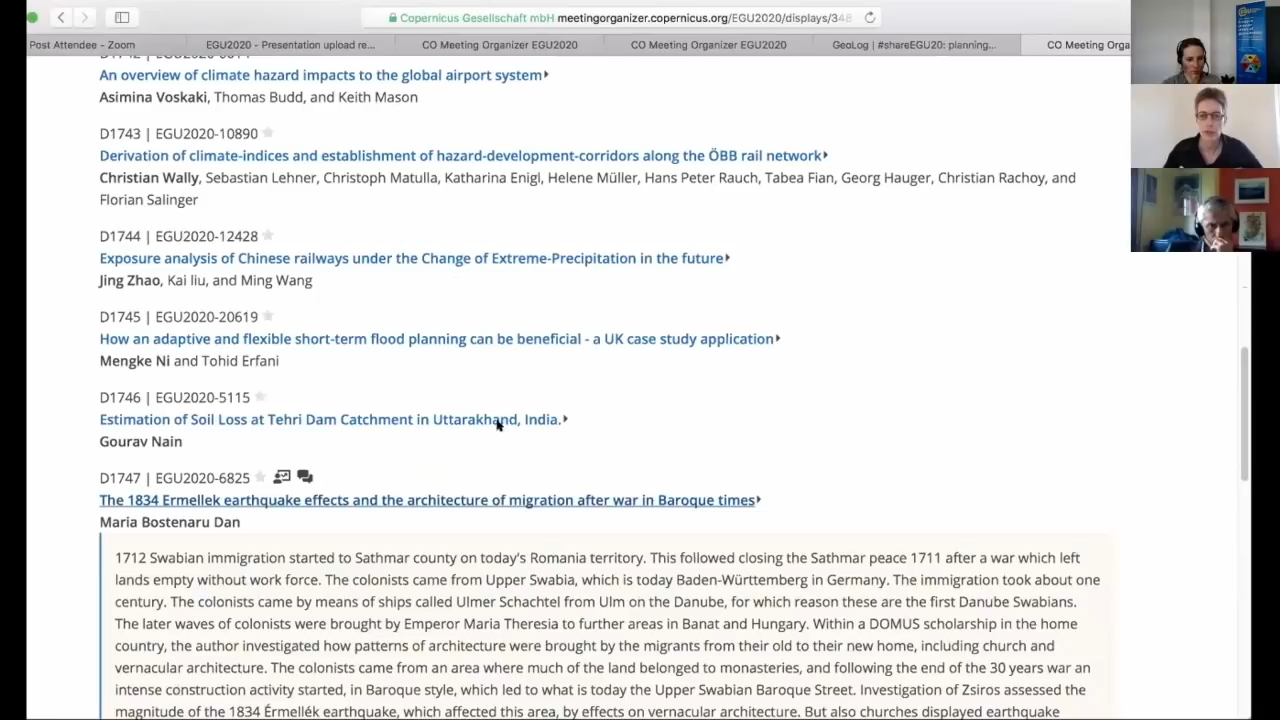 Copernicus Gesellschaft mbH meetingorganizer.copernicus.org/EGU2020/displays/348
Post Attendee - Zoom EGU2020 - Presentation upload re... CO Meeting Organizer EGU2020 CO Meeting Organizer EGU2020 GeoLog | #shareEGU20: planning... CO Meeting Orga
An overview of climate hazard impacts to the global airport system
Asimina Voskaki, Thomas Budd, and Keith Mason
D1743 | EGU2020-10890
Derivation of climate-indices and establishment of hazard-development-corridors along the ÖBB rail network
Christian Wally, Sebastian Lehner, Christoph Matulla, Katharina Enigl, Helene Müller, Hans Peter Rauch, Tabea Fian, Georg Hauger, Christian Rachoy, and
Florian Salinger
D1744 | EGU2020-12428
Exposure analysis of Chinese railways under the Change of Extreme-Precipitation in the future
Jing Zhao, Kai liu, and Ming Wang
D1745 | EGU2020-20619
How an adaptive and flexible short-term flood planning can be beneficial - a UK case study application
Mengke Ni and Tohid Erfani
D1746 | EGU2020-5115
Estimation of Soil Loss at Tehri Dam Catchment in Uttarakhand, India.
Gourav Nain
D1747 | EGU2020-6825
The 1834 Ermellek earthquake effects and the architecture of migration after war in Baroque times
Maria Bostenaru Dan
1712 Swabian immigration started to Sathmar county on today's Romania territory. This followed closing the Sathmar peace 1711 after a war which left
lands empty without work force. The colonists came from Upper Swabia, which is today Baden-Württemberg in Germany. The immigration took about one
century. The colonists came by means of ships called Ulmer Schachtel from Ulm on the Danube, for which reason these are the first Danube Swabians.
The later waves of colonists were brought by Emperor Maria Theresia to further areas in Banat and Hungary. Within a DOMUS scholarship in the home
country, the author investigated how patterns of architecture were brought by the migrants from their old to their new home, including church and
vernacular architecture. The colonists came from an area where much of the land belonged to monasteries, and following the end of the 30 years war an
intense construction activity started, in Baroque style, which led to what is today the Upper Swabian Baroque Street. Investigation of Zsiros assessed the
magnitude of the 1834 Érmellék earthquake, which affected this area, by effects on vernacular architecture. But also churches displayed earthquake